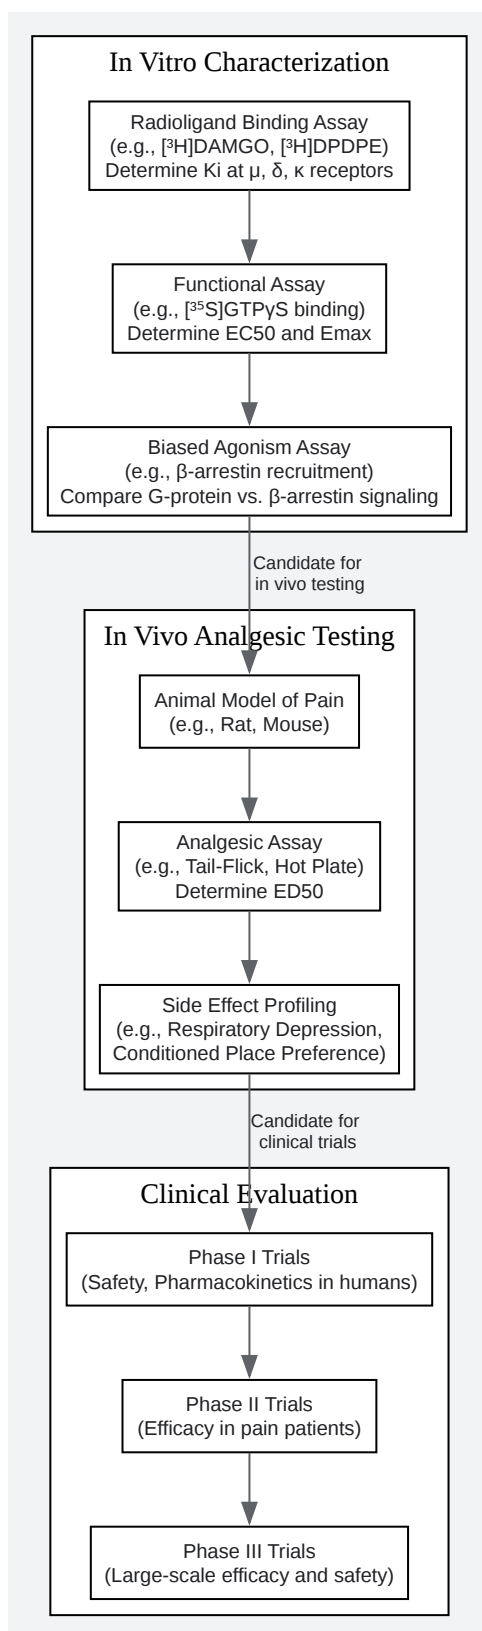 In Vitro Characterization
Radioligand Binding Assay
(e.g., [³H]DAMGO, [³H]DPDPE)
Determine Ki at μ, δ, κ receptors
Functional Assay
(e.g., [³⁵S]GTPγS binding)
Determine EC50 and Emax
Biased Agonism Assay
(e.g., β-arrestin recruitment)
Compare G-protein vs. β-arrestin signaling
Candidate for
in vivo testing
In Vivo Analgesic Testing
Animal Model of Pain
(e.g., Rat, Mouse)
Analgesic Assay
(e.g., Tail-Flick, Hot Plate)
Determine ED50
Side Effect Profiling
(e.g., Respiratory Depression,
Conditioned Place Preference)
Candidate for
clinical trials
Clinical Evaluation
Phase I Trials
(Safety, Pharmacokinetics in humans)
Phase II Trials
(Efficacy in pain patients)
Phase III Trials
(Large-scale efficacy and safety)